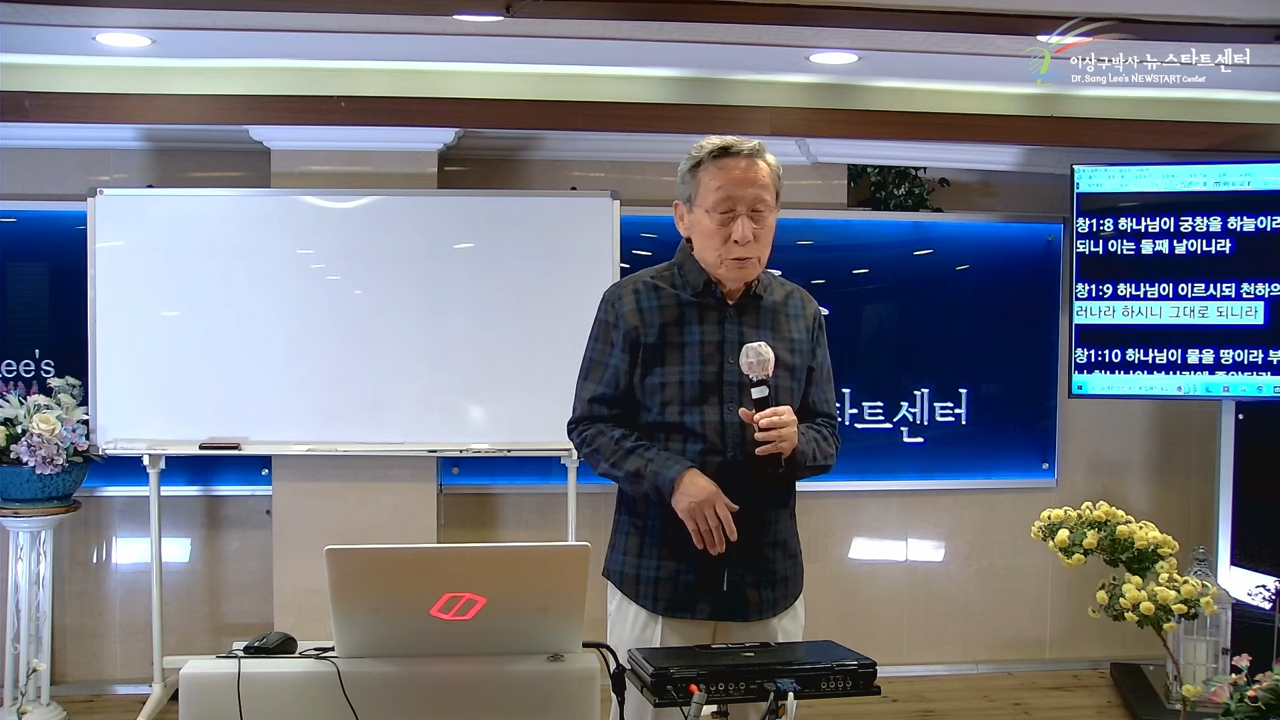 이상구박사 뉴스타트센터
Dr. Sang Lee's NEWSTART Center
창1:8 하나님이 궁창을 하늘이라
되니 이는 둘째 날이니라
창1:9 하나님이 이르시되 천하의
러나라 하시니 그대로 되니라
창1:10 하나님이 물을 땅이라 부
Lee's
타트센터